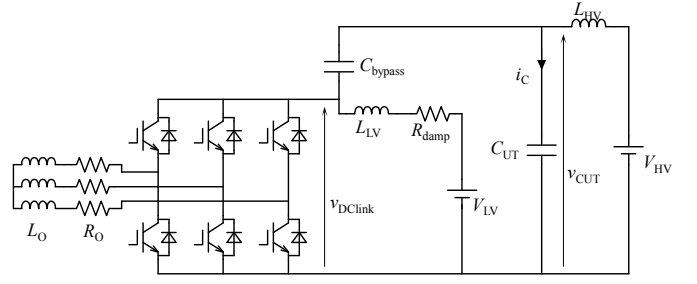 L_HV
C_bypass
i_C
L_LV
R_damp
C_UT
v_CUT
V_HV
v_DClink
V_LV
L_O
R_O